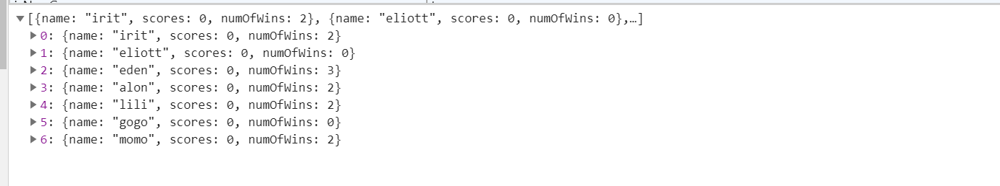 [{name: "irit", scores: 0, numOfWins: 2}, {name: "eliott", scores: 0, numOfWins: 0},…]
0: {name: "irit", scores: 0, numOfWins: 2}
1: {name: "eliott", scores: 0, numOfWins: 0}
2: {name: "eden", scores: 0, numOfWins: 3}
3: {name: "alon", scores: 0, numOfWins: 2}
4: {name: "lili", scores: 0, numOfWins: 2}
5: {name: "gogo", scores: 0, numOfWins: 0}
6: {name: "momo", scores: 0, numOfWins: 2}